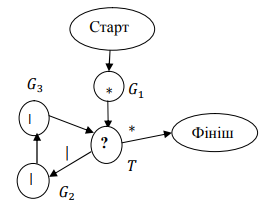 Старт
* G₁
G₃
|
? * Фініш
|
T
| G₂